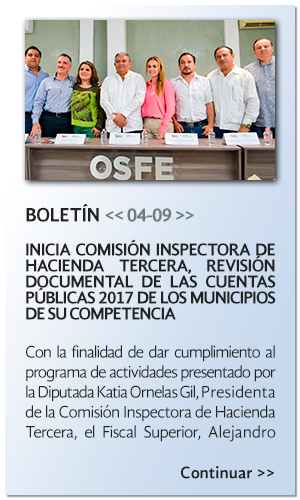 OSFE
BOLETÍN << 04-09 >>
INICIA COMISIÓN INSPECTORA DE
HACIENDA TERCERA, REVISIÓN
DOCUMENTAL DE LAS CUENTAS
PÚBLICAS 2017 DE LOS MUNICIPIOS
DE SU COMPETENCIA
Con la finalidad de dar cumplimiento al
programa de actividades presentado por
la Diputada Katia Ornelas Gil, Presidenta
de la Comisión Inspectora de Hacienda
Tercera, el Fiscal Superior, Alejandro
Continuar >>